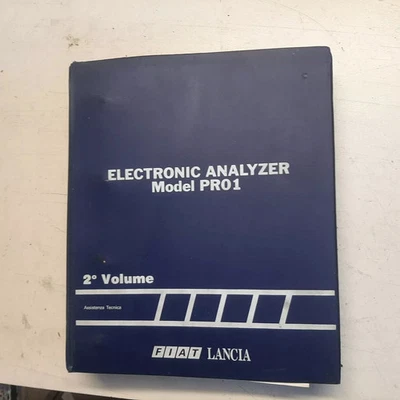 ELECTRONIC ANALYZER
Model PR01
2° Volume
Assistenza Tecnica
FIAT LANCIA